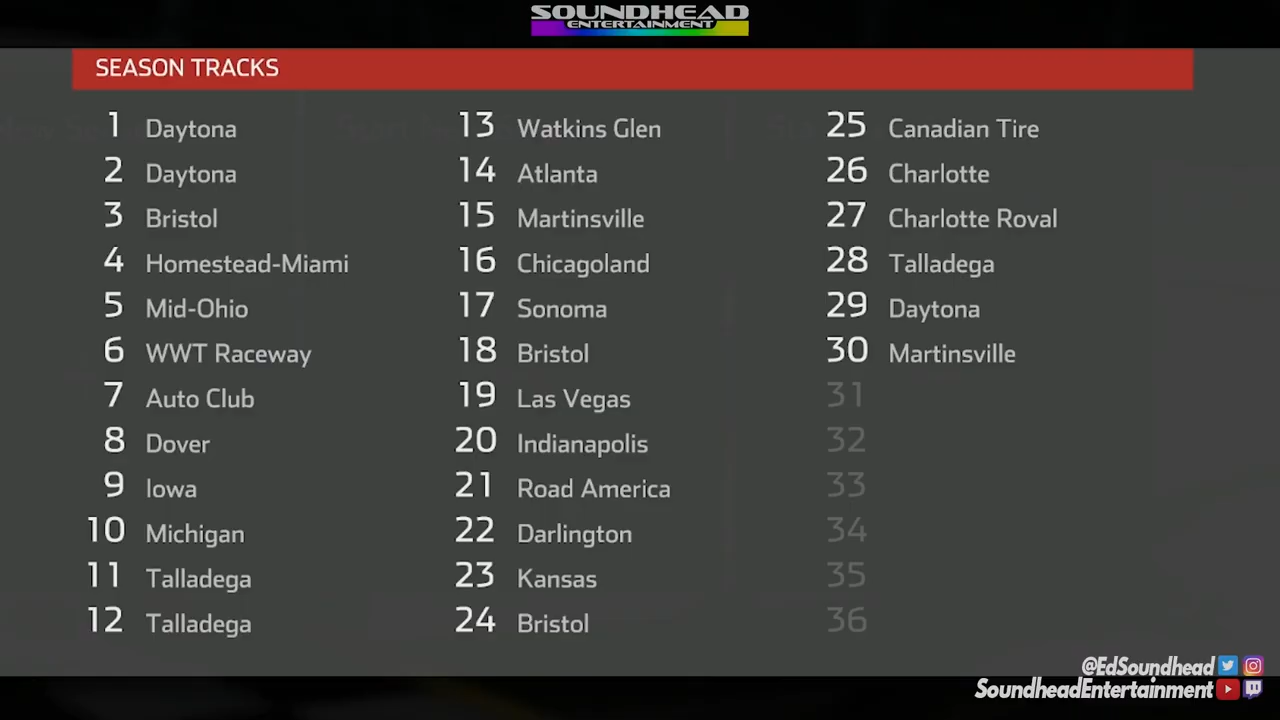 SOUNDHEAD
ENTERTAINMENT
SEASON TRACKS
1 Daytona
2 Daytona
3 Bristol
4 Homestead-Miami
5 Mid-Ohio
6 WWT Raceway
7 Auto Club
8 Dover
9 Iowa
10 Michigan
11 Talladega
12 Talladega
13 Watkins Glen
14 Atlanta
15 Martinsville
16 Chicagoland
17 Sonoma
18 Bristol
19 Las Vegas
20 Indianapolis
21 Road America
22 Darlington
23 Kansas
24 Bristol
25 Canadian Tire
26 Charlotte
27 Charlotte Roval
28 Talladega
29 Daytona
30 Martinsville
31
32
33
34
35
36
@EdSoundhead
SoundheadEntertainment